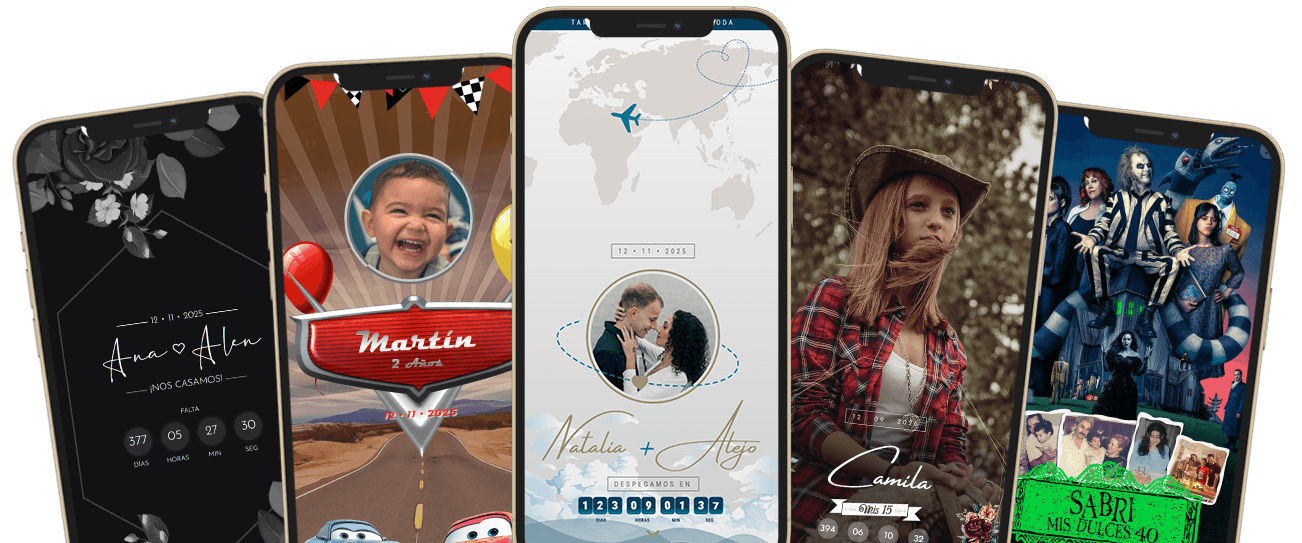 12 • 11 • 2025
Ana ♡ Alen
¡NOS CASAMOS!
FALTA
377 05 27 30
DÍAS HORAS MIN SEG
Martín
2 Años
12 • 11 • 2025
12 • 11 • 2025
Natalia + Alejo
DESPEGAMOS EN
123 09 01 37
DIAS HORAS MIN SEG
Camila
mis 15
394 06 10 32
SABRI
MIS DULCES 40